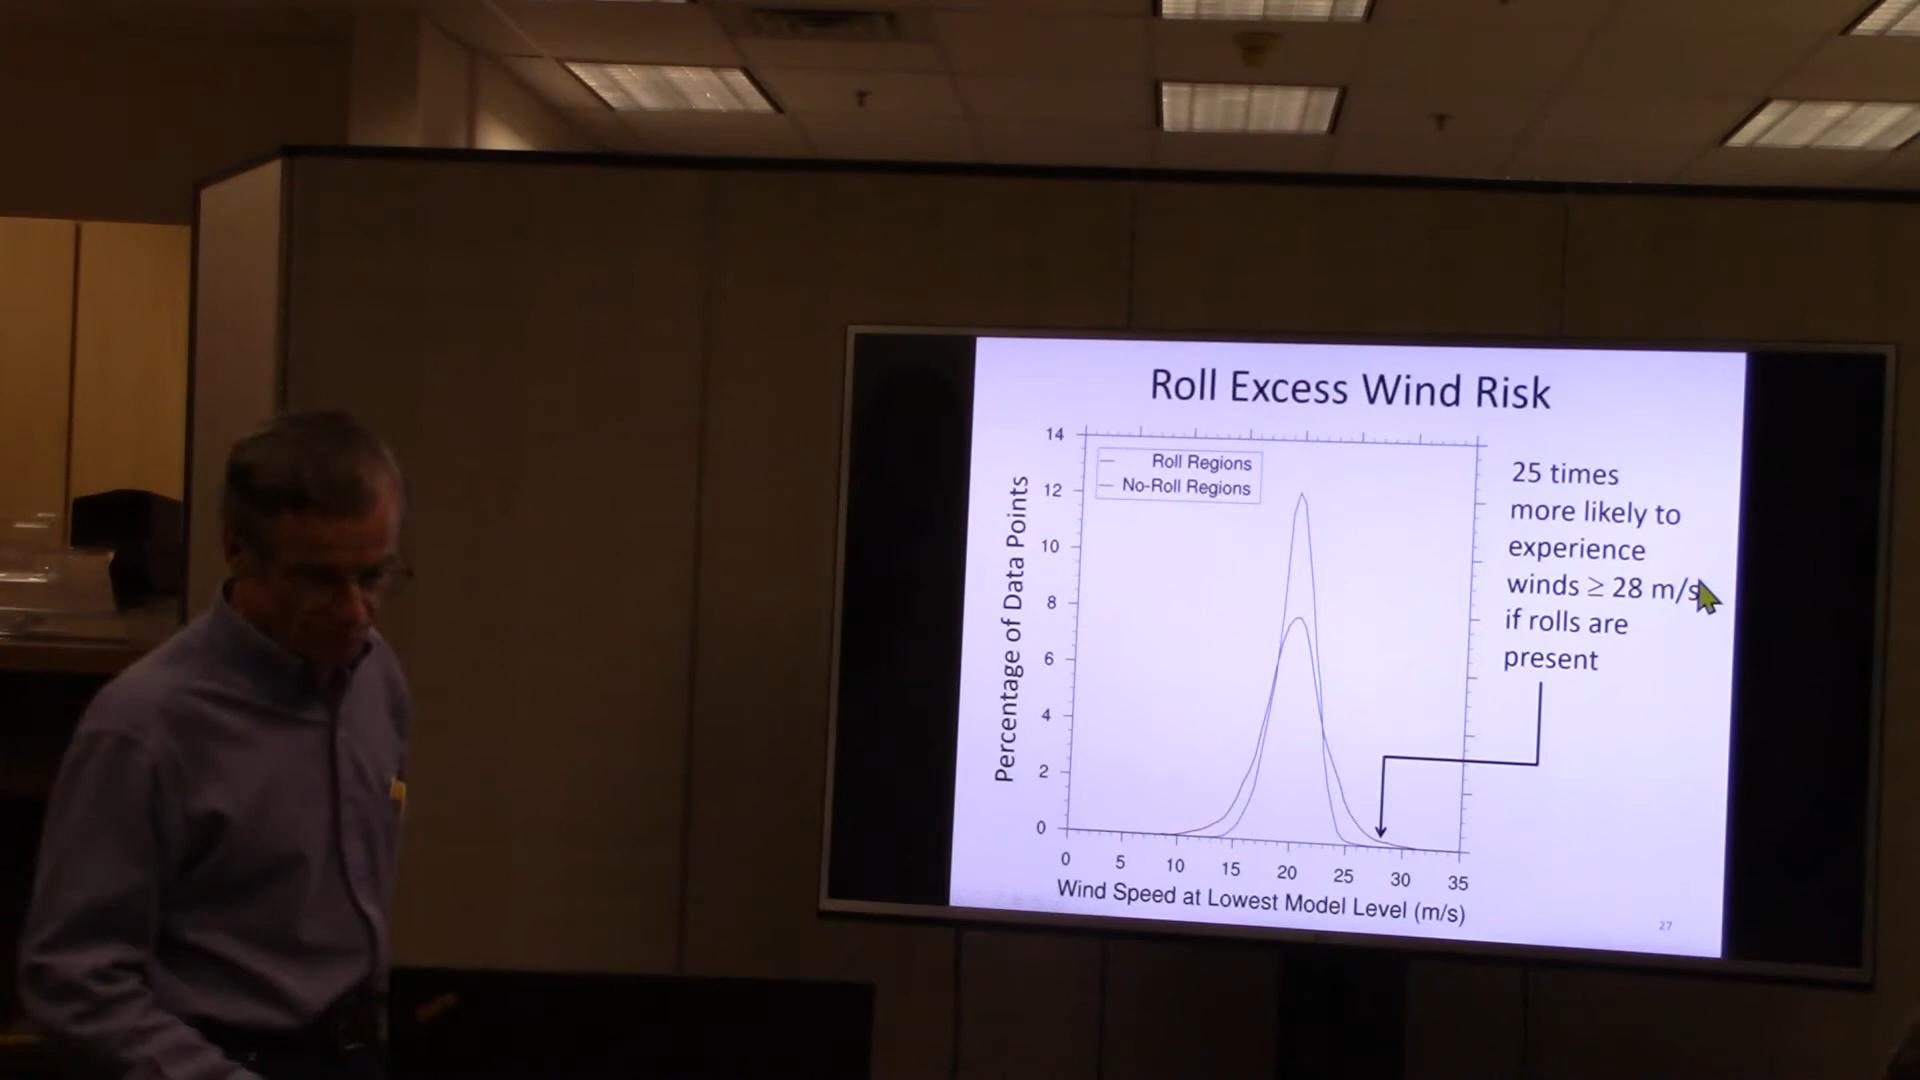 Roll Excess Wind Risk
14
12
10
8
6
4
2
0
Percentage of Data Points
Roll Regions
No-Roll Regions
0 5 10 15 20 25 30 35
Wind Speed at Lowest Model Level (m/s)
25 times
more likely to
experience
winds ≥ 28 m/s
if rolls are
present
27